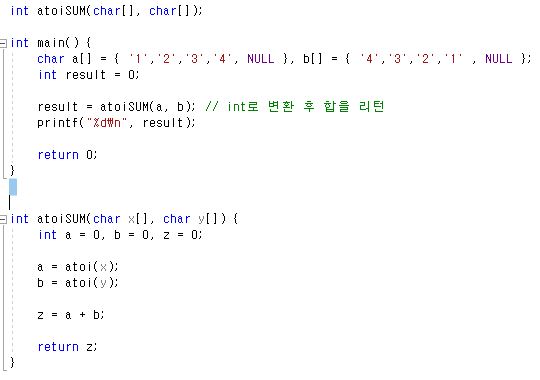 int atoiSUM(char[], char[]);
int main() {
char a[] = { '1','2','3','4', NULL }, b[] = { '4','3','2','1' , NULL };
int result = 0;
result = atoiSUM(a, b); // int로 변환 후 합을 리턴
printf("%d₩n", result);
return 0;
}
int atoiSUM(char x[], char y[]) {
int a = 0, b = 0, z = 0;
a = atoi(x);
b = atoi(y);
z = a + b;
return z;
}